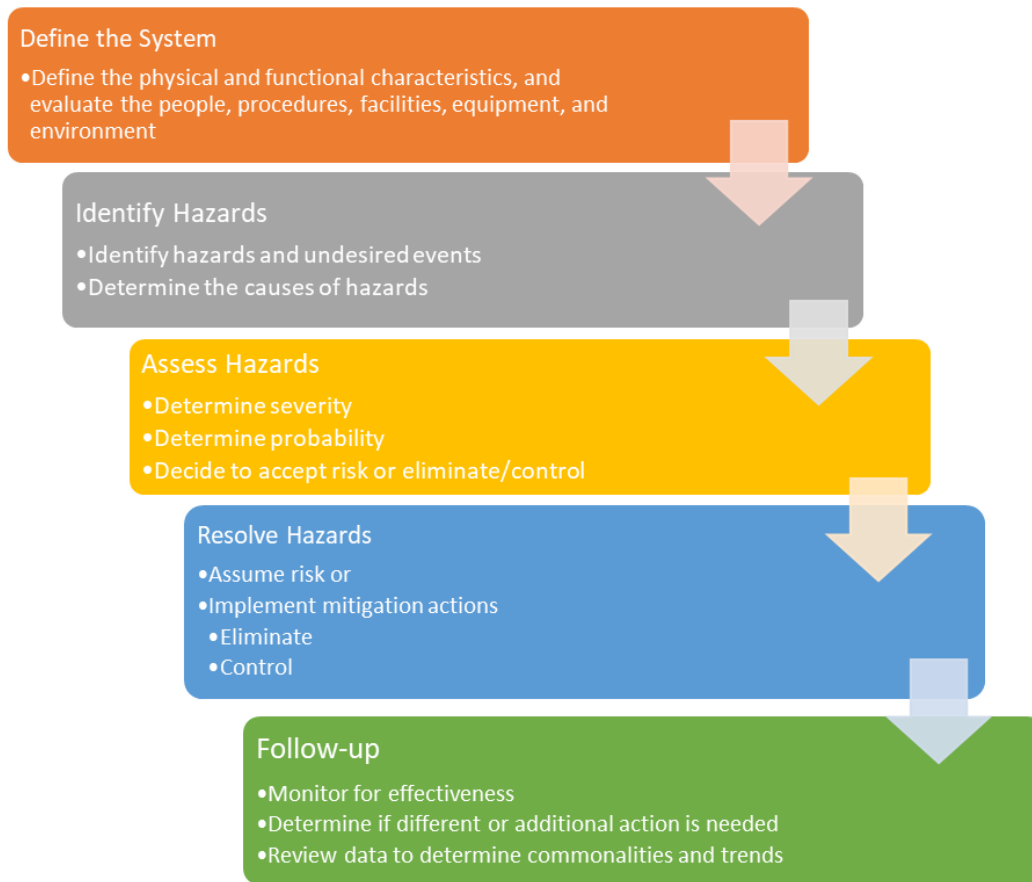 Define the System
•Define the physical and functional characteristics, and
evaluate the people, procedures, facilities, equipment, and
environment
Identify Hazards
•Identify hazards and undesired events
•Determine the causes of hazards
Assess Hazards
•Determine severity
•Determine probability
•Decide to accept risk or eliminate/control
Resolve Hazards
•Assume risk or
•Implement mitigation actions
•Eliminate
•Control
Follow-up
•Monitor for effectiveness
•Determine if different or additional action is needed
•Review data to determine commonalities and trends